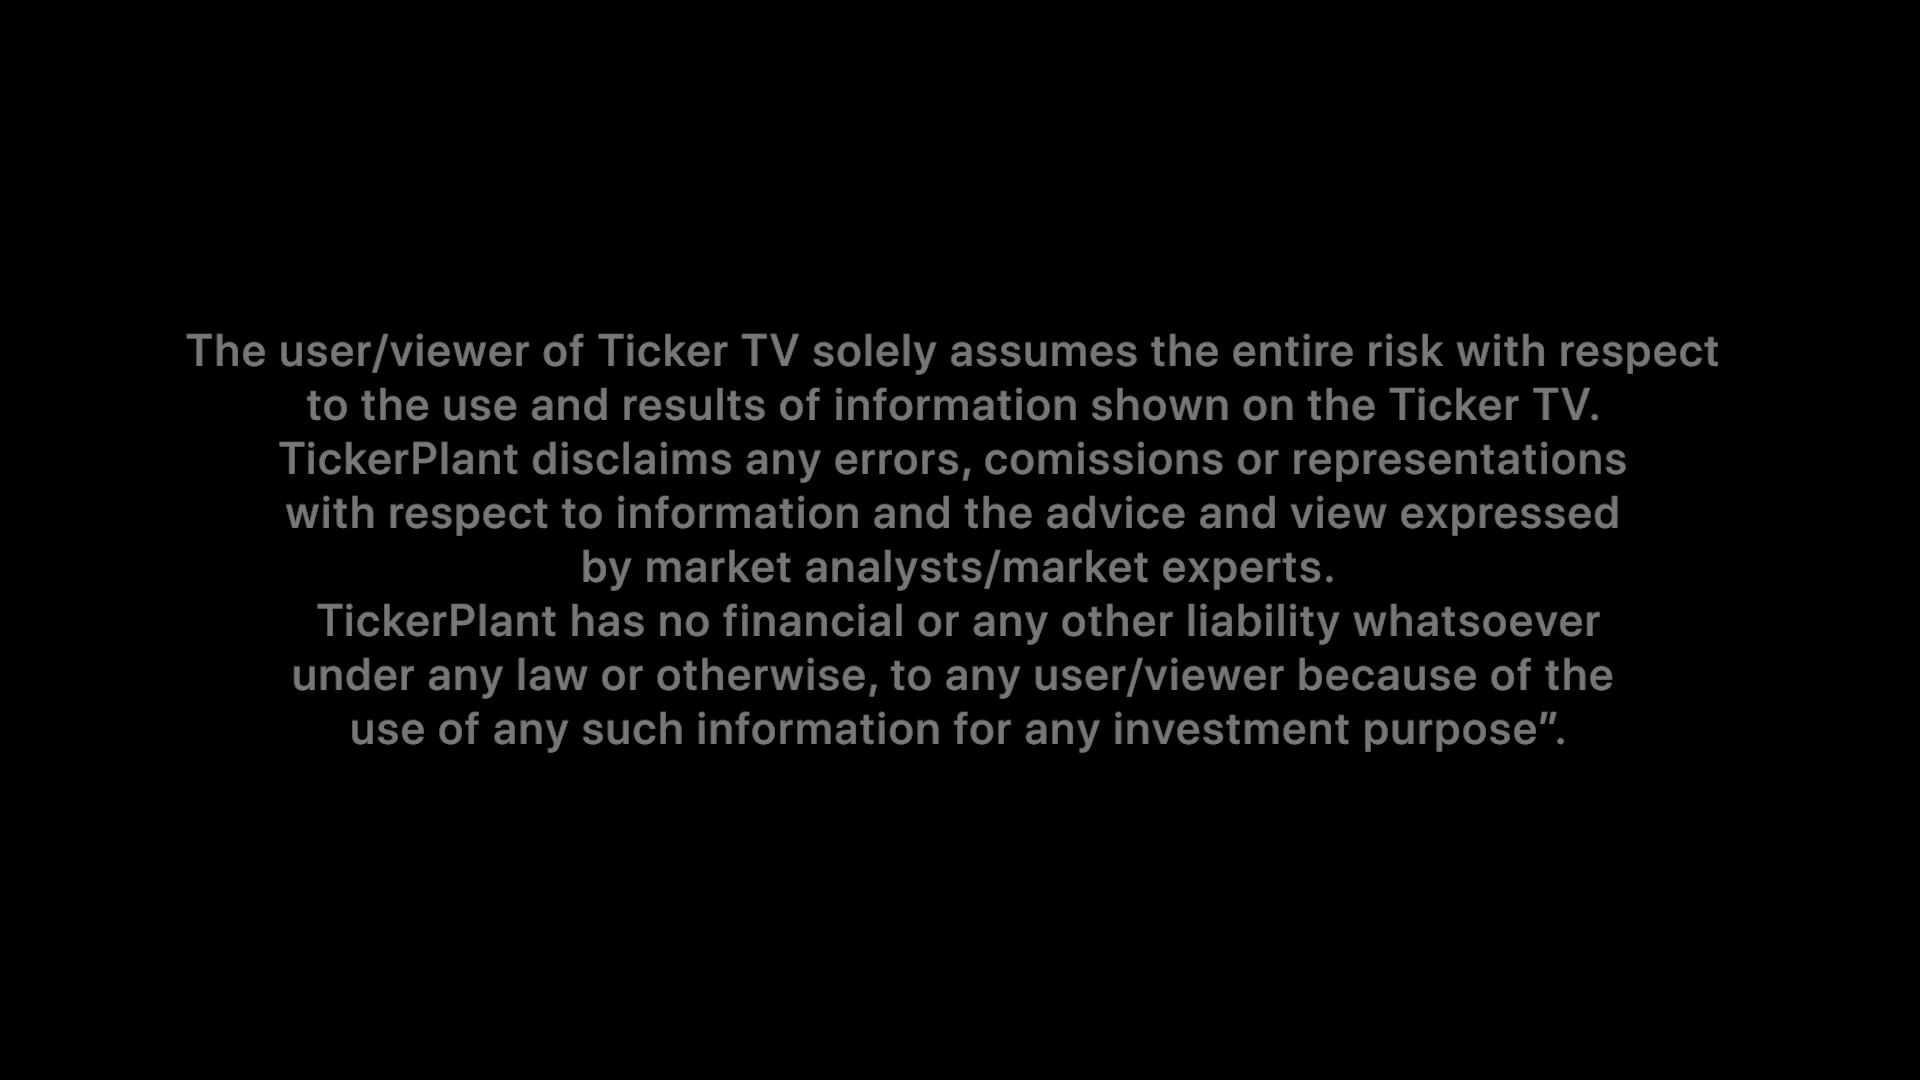 The user/viewer of Ticker TV solely assumes the entire risk with respect
to the use and results of information shown on the Ticker TV.
TickerPlant disclaims any errors, comissions or representations
with respect to information and the advice and view expressed
by market analysts/market experts.
TickerPlant has no financial or any other liability whatsoever
under any law or otherwise, to any user/viewer because of the
use of any such information for any investment purpose”.